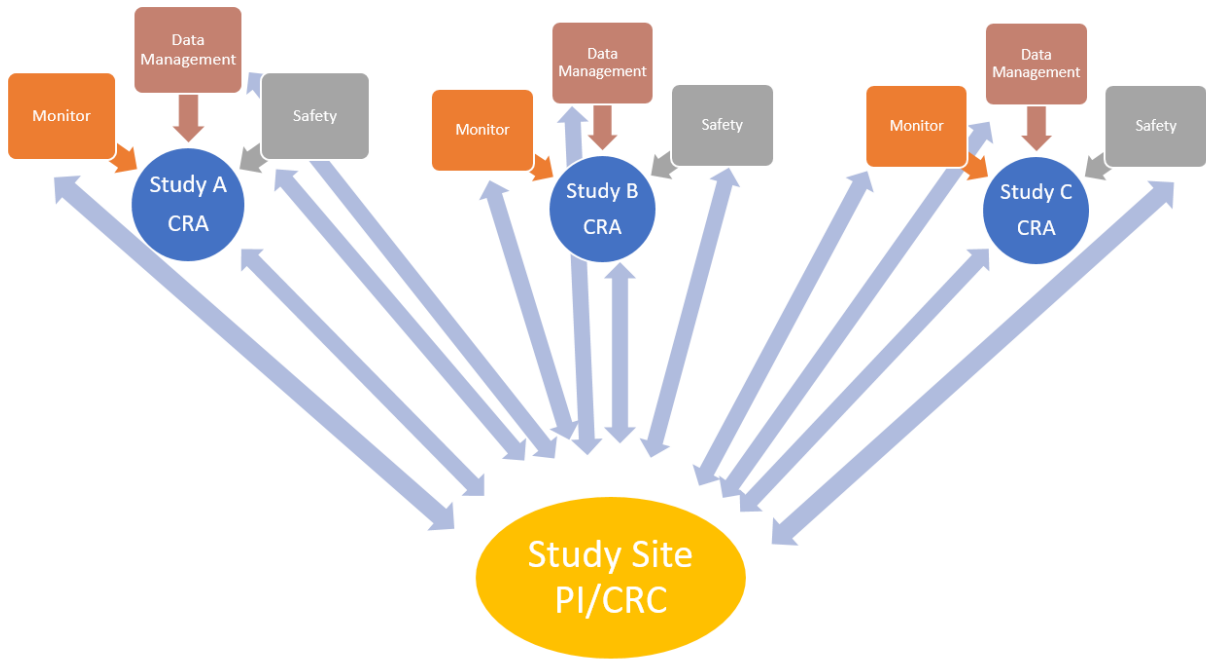 Data
Management
Monitor
Safety
Study A
CRA
Data
Management
Monitor
Safety
Study B
CRA
Data
Management
Monitor
Safety
Study C
CRA
Study Site
PI/CRC